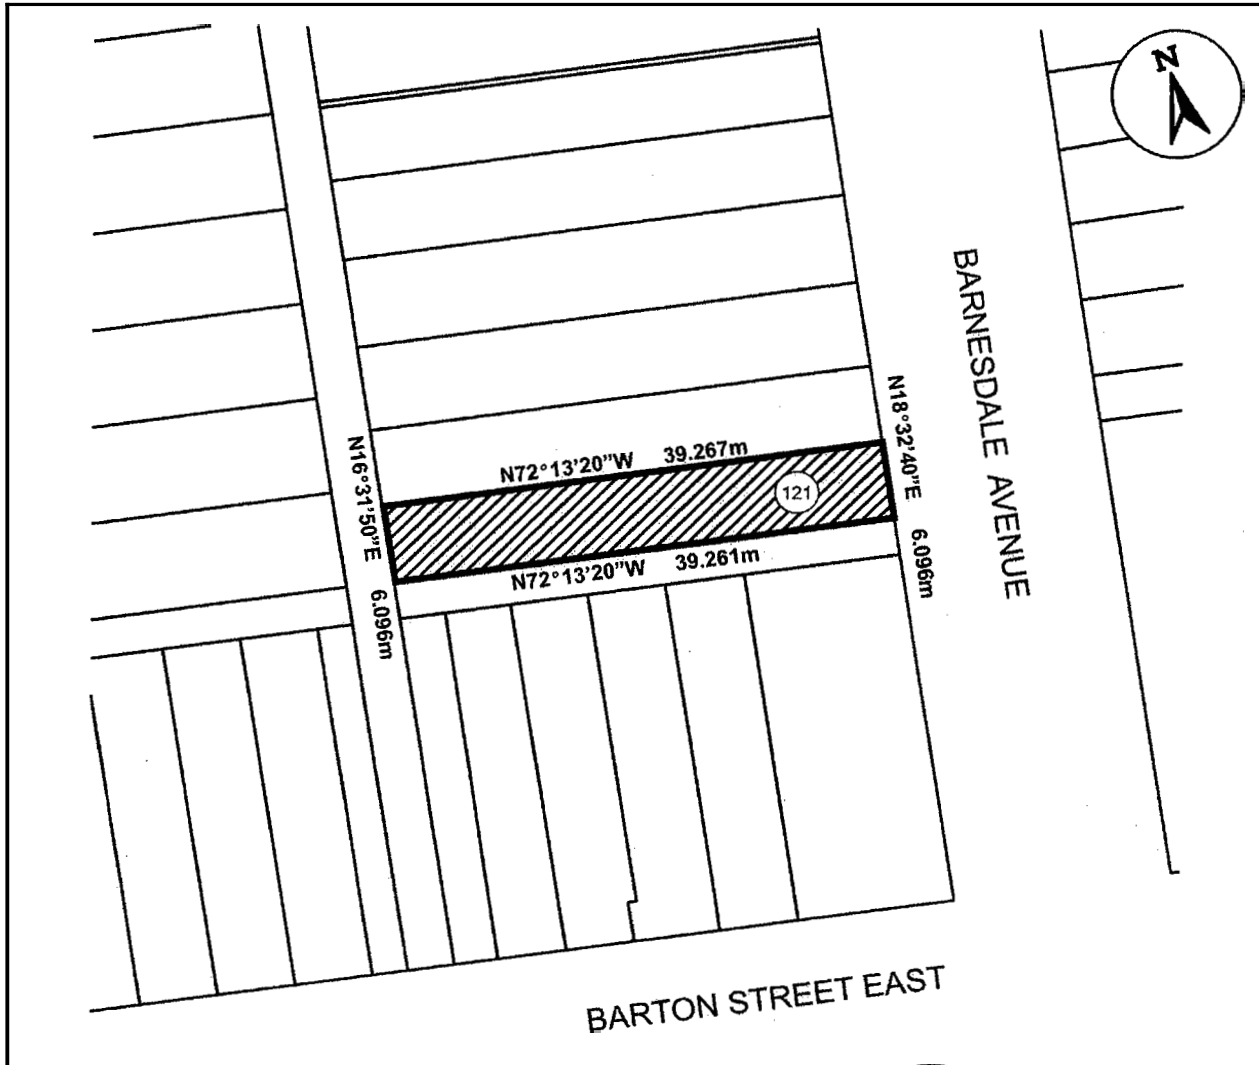 N
BARNESDALE AVENUE
N18°32'40"E 6.096m
N72°13'20"W 39.267m
121
N16°31'50"E 6.096m
N72°13'20"W 39.261m
BARTON STREET EAST